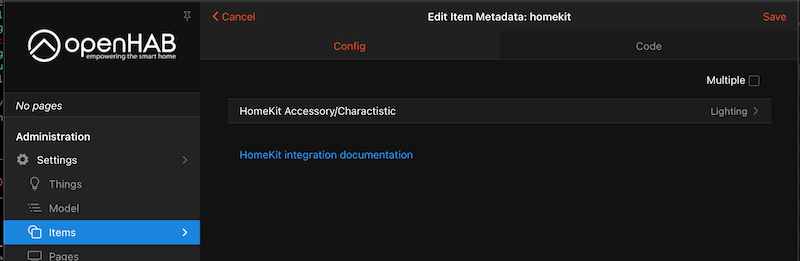 openHAB
empowering the smart home
No pages
Administration
Settings
Things
Model
Items
Pages
Cancel
Edit Item Metadata: homekit
Save
Config
Code
Multiple
HomeKit Accessory/Charactistic
Lighting
HomeKit integration documentation